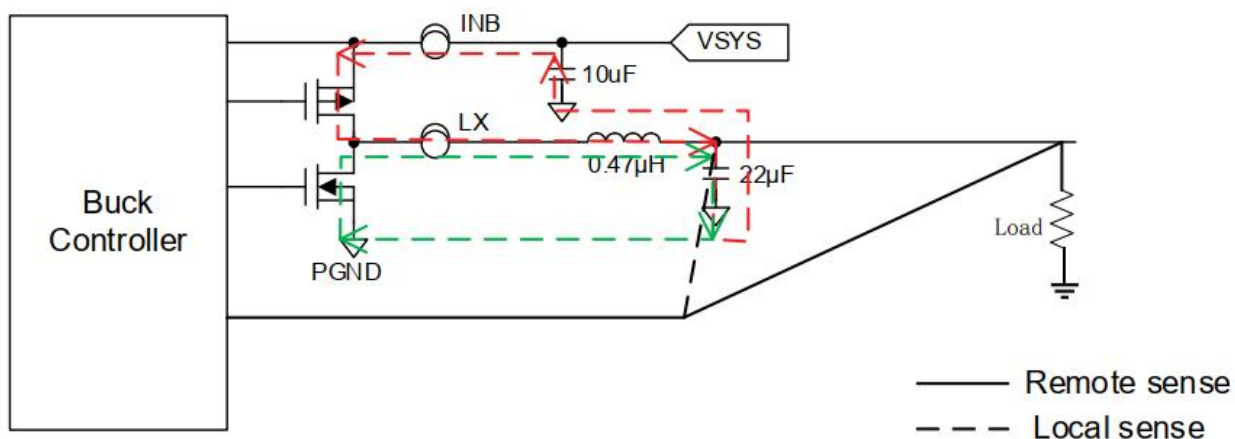 INB
VSYS
10uF
LX
0.47µH
22µF
Buck
Controller
Load
PGND
Remote sense
Local sense